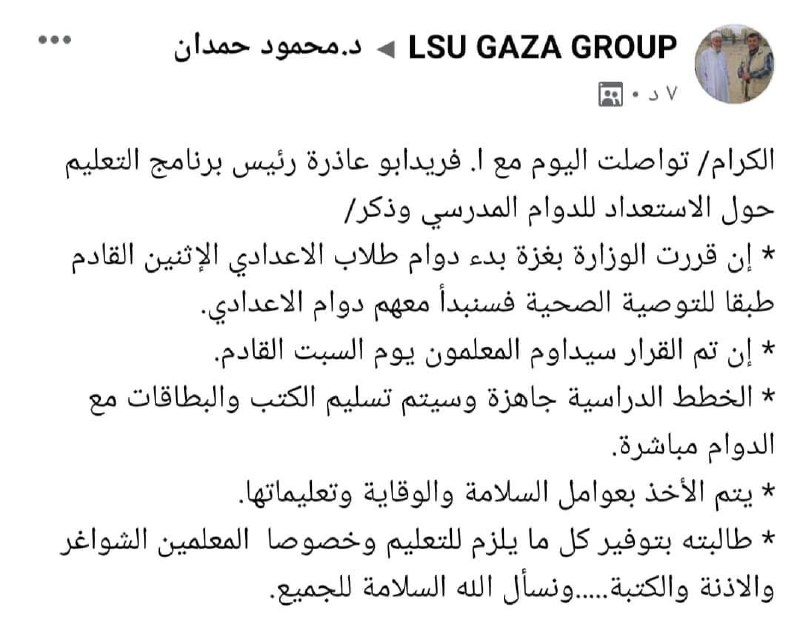 د.محمود حمدان ◀ LSU GAZA GROUP
٧ د •
الكرام/ تواصلت اليوم مع ا. فريدابو عاذرة رئيس برنامج التعليم
حول الاستعداد للدوام المدرسي وذكر/
* إن قررت الوزارة بغزة بدء دوام طلاب الاعدادي الإثنين القادم
طبقا للتوصية الصحية فسنبدأ معهم دوام الاعدادي.
* إن تم القرار سيداوم المعلمون يوم السبت القادم.
* الخطط الدراسية جاهزة وسيتم تسليم الكتب والبطاقات مع
الدوام مباشرة.
* يتم الأخذ بعوامل السلامة والوقاية وتعليماتها.
* طالبته بتوفير كل ما يلزم للتعليم وخصوصا المعلمين الشواغر
والاذنة والكتبة.....ونسأل الله السلامة للجميع.